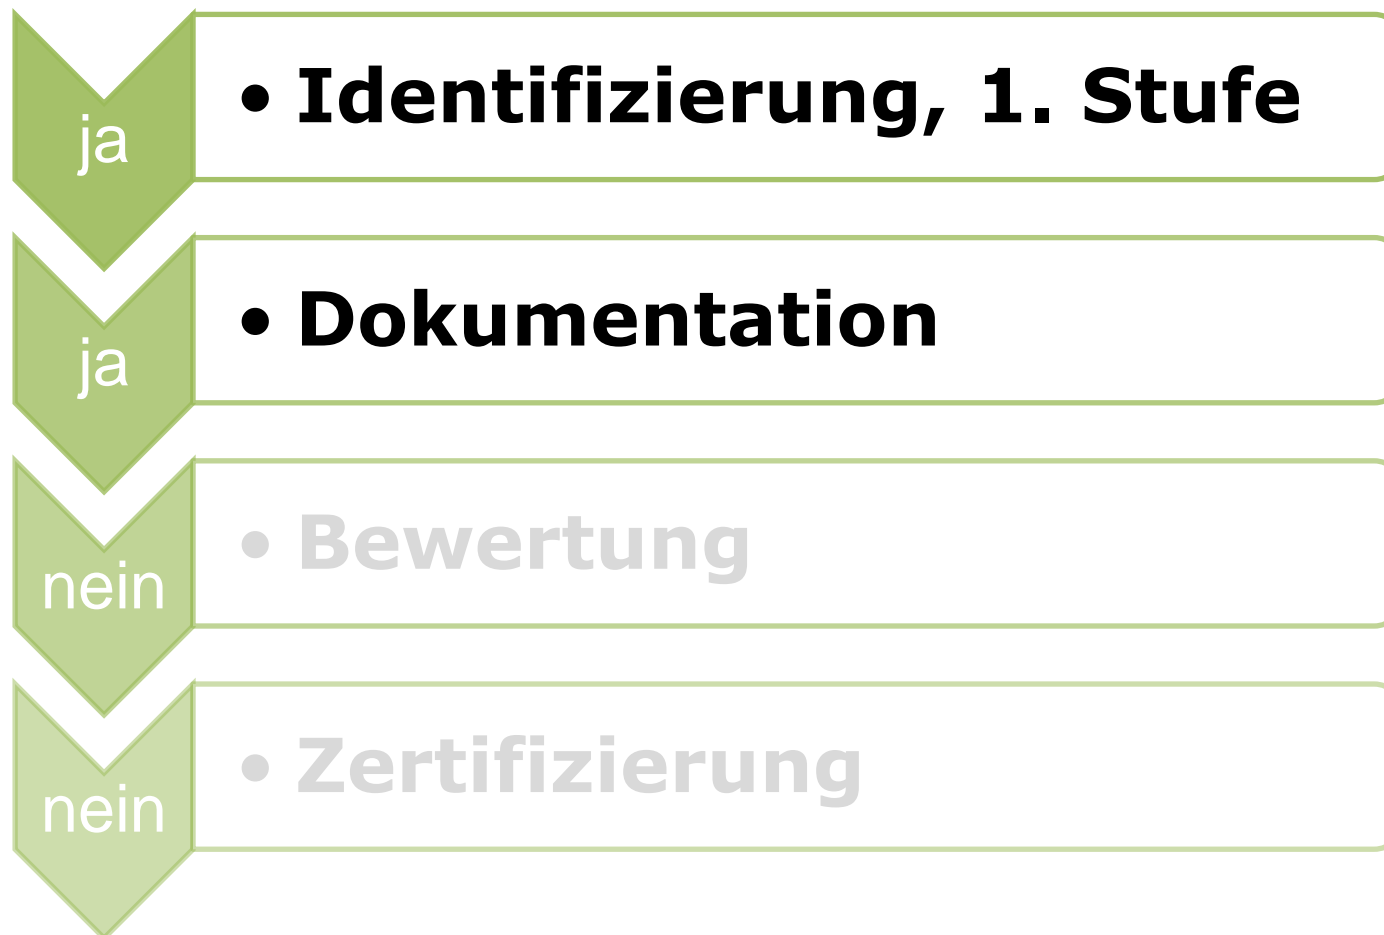 ja
• Identifizierung, 1. Stufe
ja
• Dokumentation
nein
• Bewertung
nein
• Zertifizierung